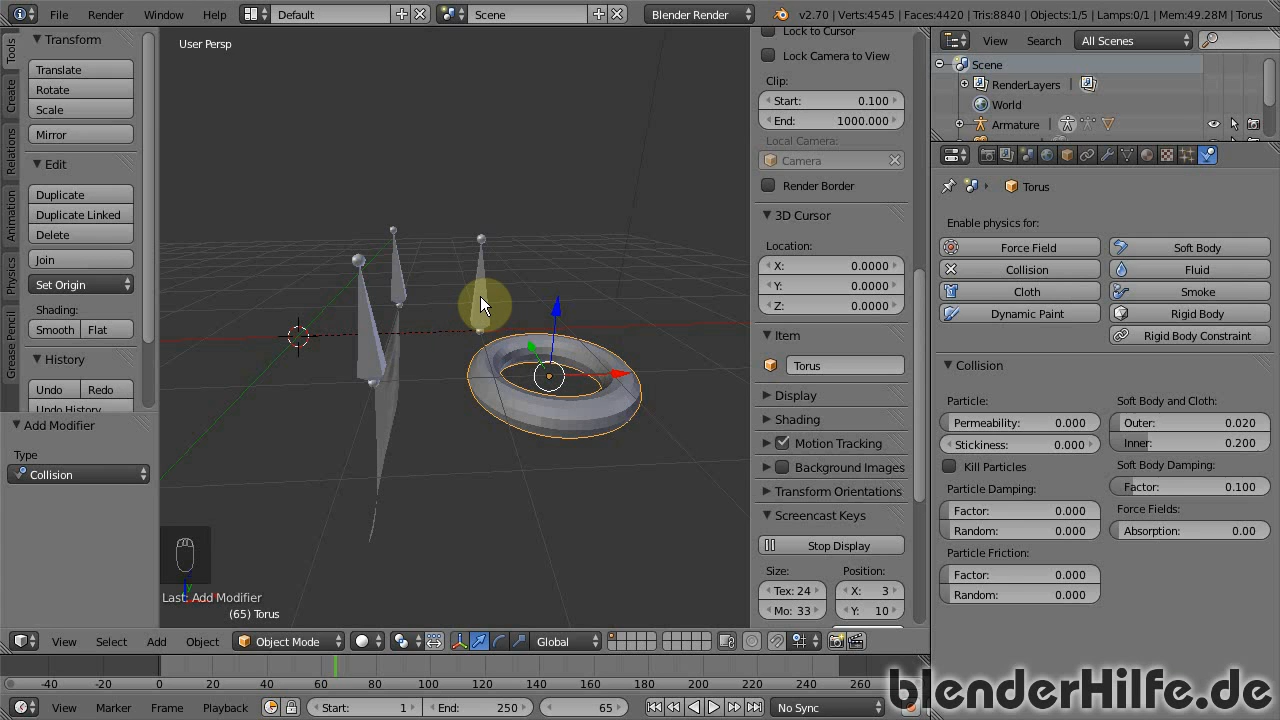 File Render Window Help Default Scene Blender Render v2.70 | Verts:4545 | Faces:4420 | Tris:8840 | Objects:1/5 | Lamps:0/1 | Mem:49.28M | Torus
Tools
Create
Relations
Animation
Physics
Grease Pencil
Transform
Translate
Rotate
Scale
Mirror
Edit
Duplicate
Duplicate Linked
Delete
Join
Set Origin
Shading:
Smooth Flat
History
Undo Redo
Undo History
Add Modifier
Type
Collision
User Persp
Last: Add Modifier
(65) Torus
Lock to Cursor
Lock Camera to View
Clip:
Start: 0.100
End: 1000.000
Local Camera:
Camera
Render Border
3D Cursor
Location:
X: 0.0000
Y: 0.0000
Z: 0.0000
Item
Torus
Display
Shading
Motion Tracking
Background Images
Transform Orientations
Screencast Keys
Stop Display
Size: Position:
Tex: 24 X: 3
Mo: 33 Y: 10
View Search All Scenes
Scene
RenderLayers |
World
Armature |
Torus
Enable physics for:
Force Field Soft Body
Collision Fluid
Cloth Smoke
Dynamic Paint Rigid Body
Rigid Body Constraint
Collision
Particle: Soft Body and Cloth:
Permeability: 0.000 Outer: 0.020
Stickiness: 0.000 Inner: 0.200
Kill Particles Soft Body Damping:
Particle Damping: Factor: 0.100
Factor: 0.000 Force Fields:
Random: 0.000 Absorption: 0.00
Particle Friction:
Factor: 0.000
Random: 0.000
View Select Add Object Object Mode Global
-40 -20 0 20 40 60 80 100 120 140 160 180 200 220 240 260
View Marker Frame Playback Start: 1 End: 250 65 No Sync
blenderHilfe.de